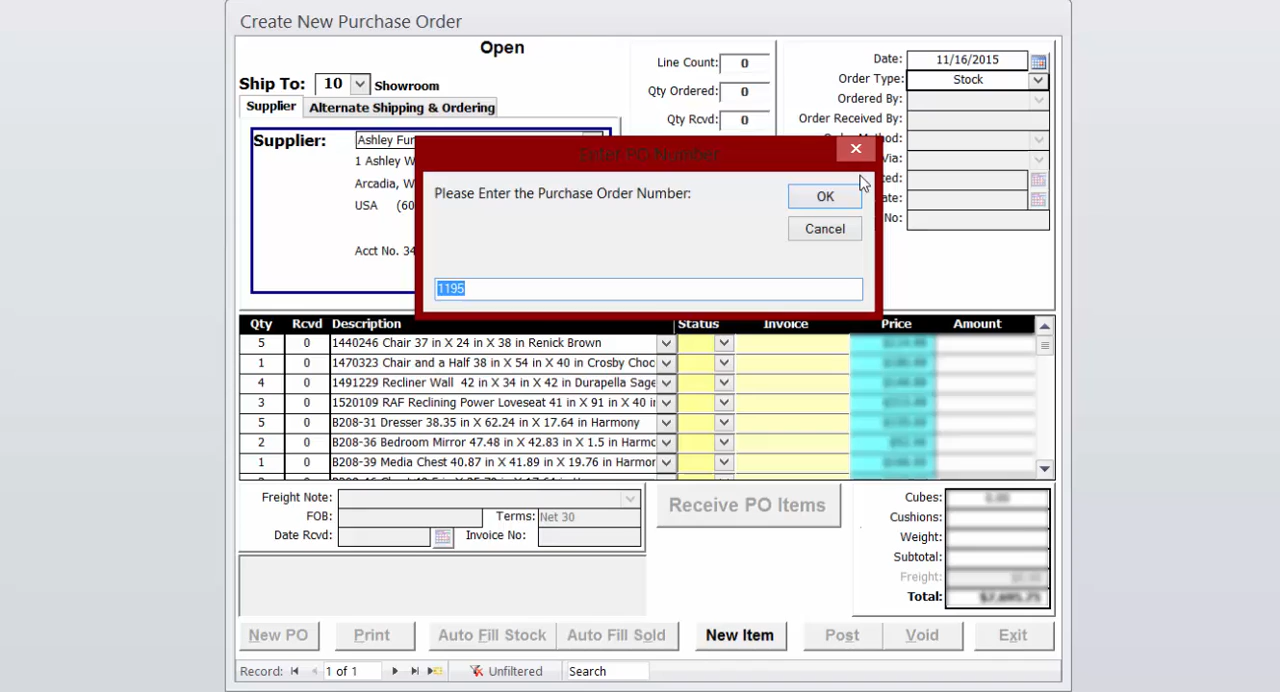 Create New Purchase Order
Open
Ship To: 10 Showroom
Supplier Alternate Shipping & Ordering
Line Count: 0
Qty Ordered: 0
Qty Rcvd: 0
Date: 11/16/2015
Order Type: Stock
Ordered By:
Order Received By:
Via:
No:
Supplier: Ashley Fur
1 Ashley W
Arcadia, W
USA (60
Acct No. 34
Enter PO Number
Please Enter the Purchase Order Number:
OK
Cancel
1195
Qty Rcvd Description Status Invoice Price Amount
5 0 1440246 Chair 37 in X 24 in X 38 in Renick Brown
1 0 1470323 Chair and a Half 38 in X 54 in X 40 in Crosby Choc
4 0 1491229 Recliner Wall 42 in X 34 in X 42 in Durapella Sage
3 0 1520109 RAF Reclining Power Loveseat 41 in X 91 in X 40 in
5 0 B208-31 Dresser 38.35 in X 62.24 in X 17.64 in Harmony
2 0 B208-36 Bedroom Mirror 47.48 in X 42.83 in X 1.5 in Harmo
1 0 B208-39 Media Chest 40.87 in X 41.89 in X 19.76 in Harmor
Freight Note:
FOB: Terms: Net 30
Date Rcvd: Invoice No:
Receive PO Items
Cubes:
Cushions:
Weight:
Subtotal:
Freight:
Total:
New PO Print Auto Fill Stock Auto Fill Sold New Item Post Void Exit
Record: 1 of 1 Unfiltered Search